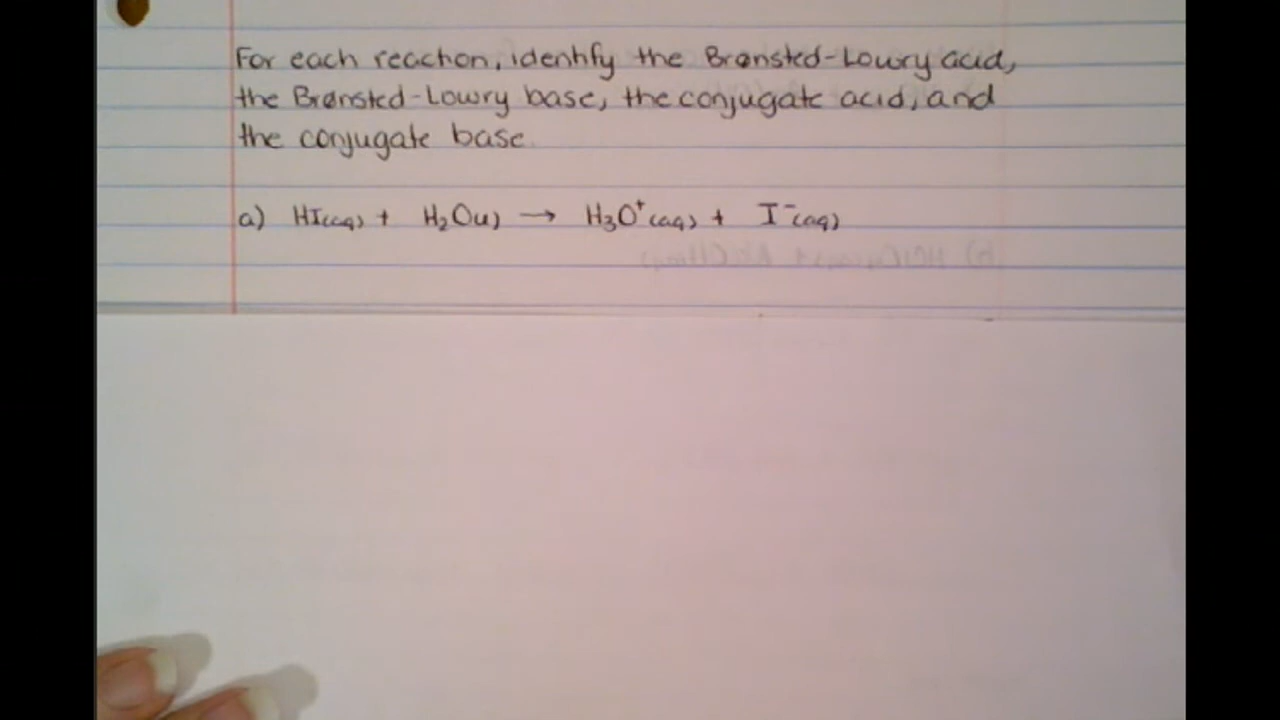 For each reaction, identify the Brønsted-Lowry acid,
the Brønsted-Lowry base, the conjugate acid, and
the conjugate base.
a) HI(aq) + H₂O(l) → H₃O⁺(aq) + I⁻(aq)